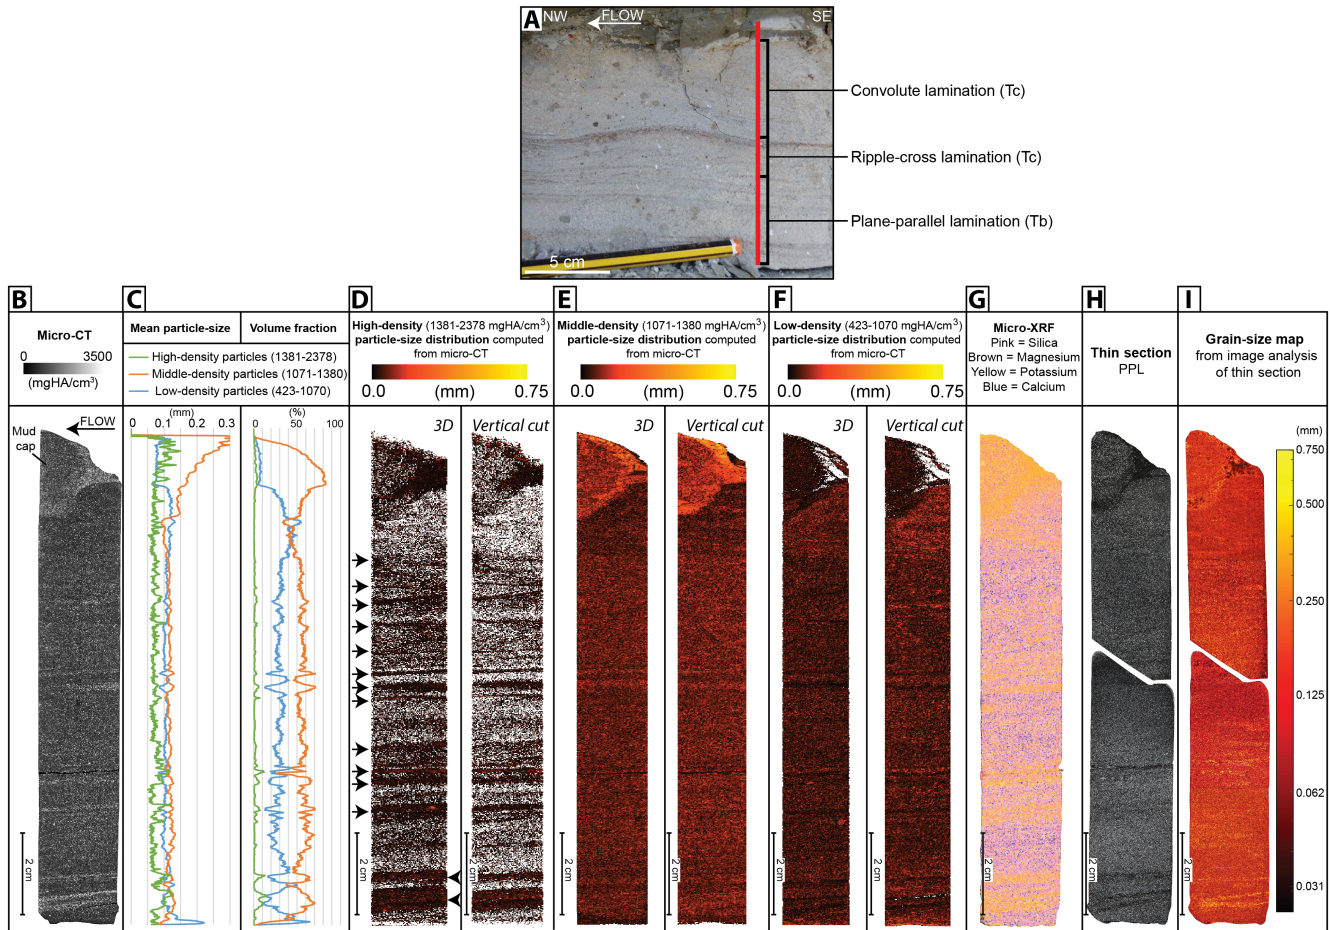 A NW FLOW SE
Convolute lamination (Tc)
Ripple-cross lamination (Tc)
Plane-parallel lamination (Tb)
5 cm
B
Micro-CT
0 3500
(mgHA/cm³)
FLOW
Mud
cap
2 cm
C
Mean particle-size
Volume fraction
High-density particles (1381-2378)
Middle-density particles (1071-1380)
Low-density particles (423-1070)
(mm)
0 0.1 0.2 0.3
(%)
0 50 100
D
High-density (1381-2378 mgHA/cm³)
particle-size distribution computed
from micro-CT
0.0 (mm) 0.75
3D
Vertical cut
2 cm
2 cm
E
Middle-density (1071-1380 mgHA/cm³)
particle-size distribution computed
from micro-CT
0.0 (mm) 0.75
3D
Vertical cut
2 cm
2 cm
F
Low-density (423-1070 mgHA/cm³)
particle-size distribution computed
from micro-CT
0.0 (mm) 0.75
3D
Vertical cut
2 cm
2 cm
G
Micro-XRF
Pink = Silica
Brown = Magnesium
Yellow = Potassium
Blue = Calcium
2 cm
H
Thin section
PPL
2 cm
I
Grain-size map
from image analysis
of thin section
(mm)
0.750
0.500
0.250
0.125
0.062
0.031
2 cm